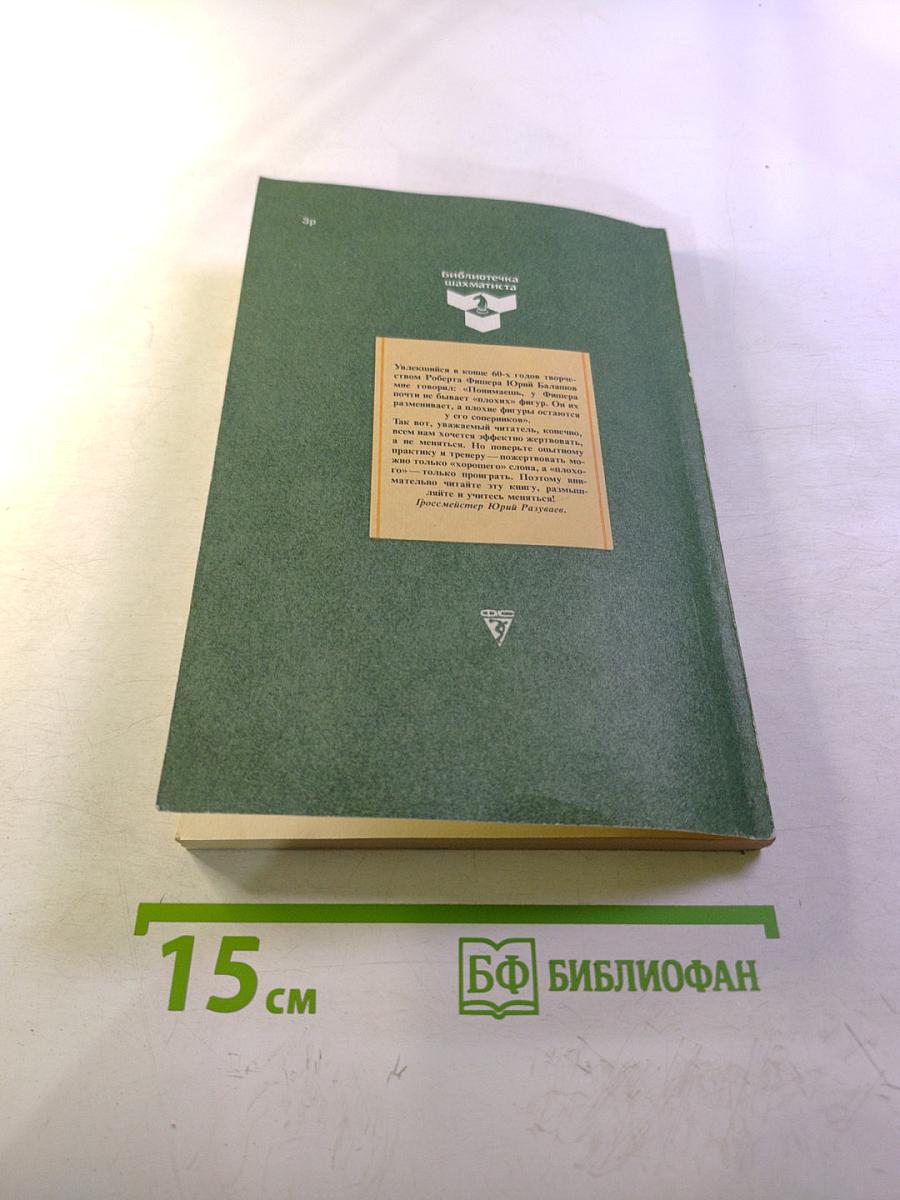 3р
Библиотечка
шахматиста
Увлекшийся в конце 60-х годов творче-
ством Роберта Фишера Юрий Балашов
мне говорил: «Понимаешь, у Фишера
почти не бывает «плохих» фигур. Он их
разменивает, а плохие фигуры остаются
у его соперников».
Так вот, уважаемый читатель, конечно,
всем нам хочется эффектно жертвовать,
а не меняться. Но поверьте опытному
практику и тренеру — пожертвовать мо-
жно только «хорошего» слона, а «плохо-
го» — только проиграть. Поэтому вни-
мательно читайте эту книгу, размыш-
ляйте и учитесь меняться!
Гроссмейстер Юрий Разуваев.
ФС
15 см
БФ БИБЛИОФАН